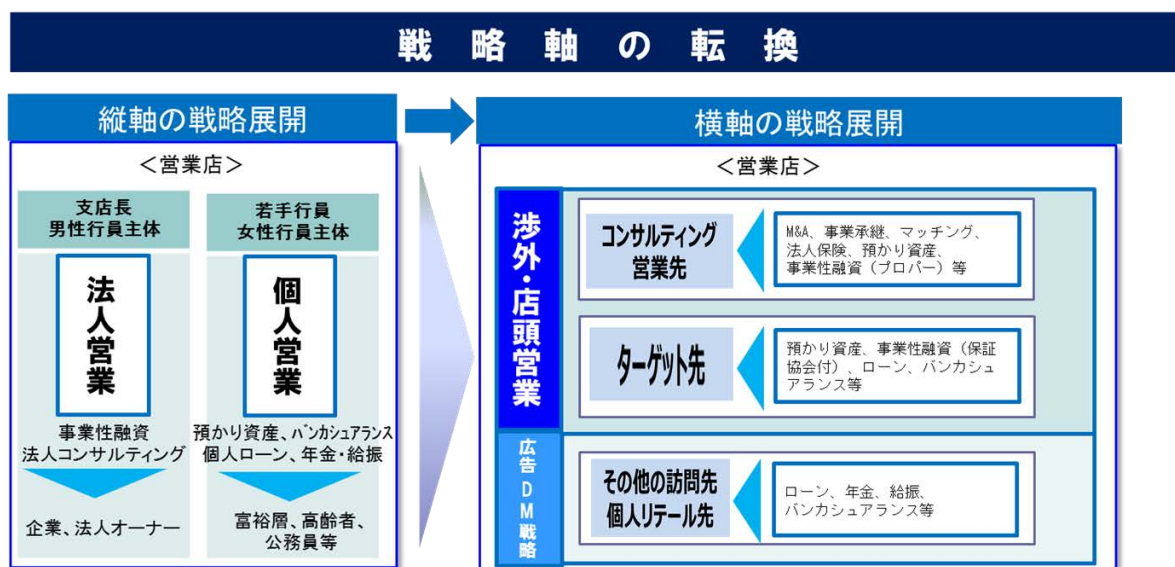 戦略軸の転換
縦軸の戦略展開
＜営業店＞
支店長
男性行員主体
法人営業
事業性融資
法人コンサルティング
企業、法人オーナー
若手行員
女性行員主体
個人営業
預かり資産、バンカシュアランス
個人ローン、年金・給振
富裕層、高齢者、
公務員等
横軸の戦略展開
＜営業店＞
渉外・店頭営業
コンサルティング
営業先
M&A、事業承継、マッチング、
法人保険、預かり資産、
事業性融資（プロパー）等
ターゲット先
預かり資産、事業性融資（保証
協会付）、ローン、バンカシュ
アランス等
広告DM戦略
その他の訪問先
個人リテール先
ローン、年金、給振、
バンカシュアランス等